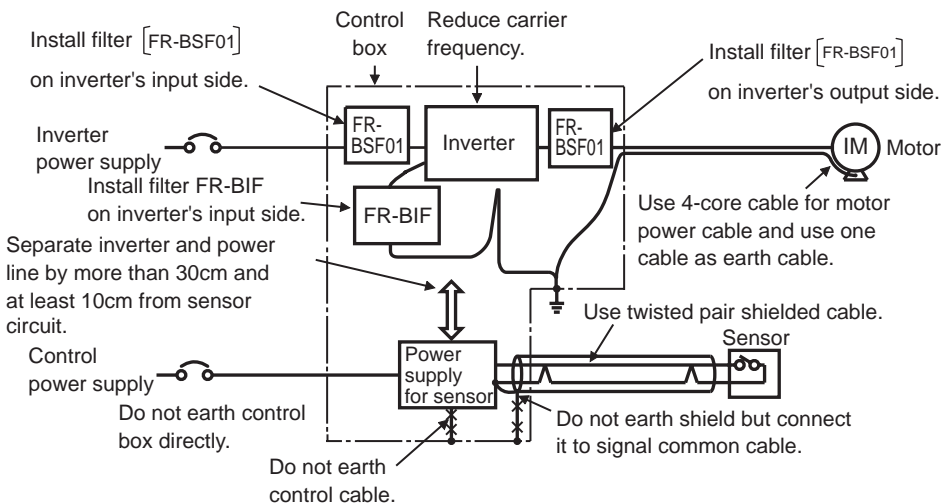 Install filter [FR-BSF01]
on inverter's input side.
Control
box
Reduce carrier
frequency.
Install filter [FR-BSF01]
on inverter's output side.
Inverter
power supply
FR-
BSF01
Inverter
FR-
BSF01
IM
Motor
Install filter FR-BIF
on inverter's input side.
FR-BIF
Use 4-core cable for motor
power cable and use one
cable as earth cable.
Separate inverter and power
line by more than 30cm and
at least 10cm from sensor
circuit.
Use twisted pair shielded cable.
Sensor
Control
power supply
Power
supply
for sensor
Do not earth control
box directly.
Do not earth shield but connect
it to signal common cable.
Do not earth
control cable.